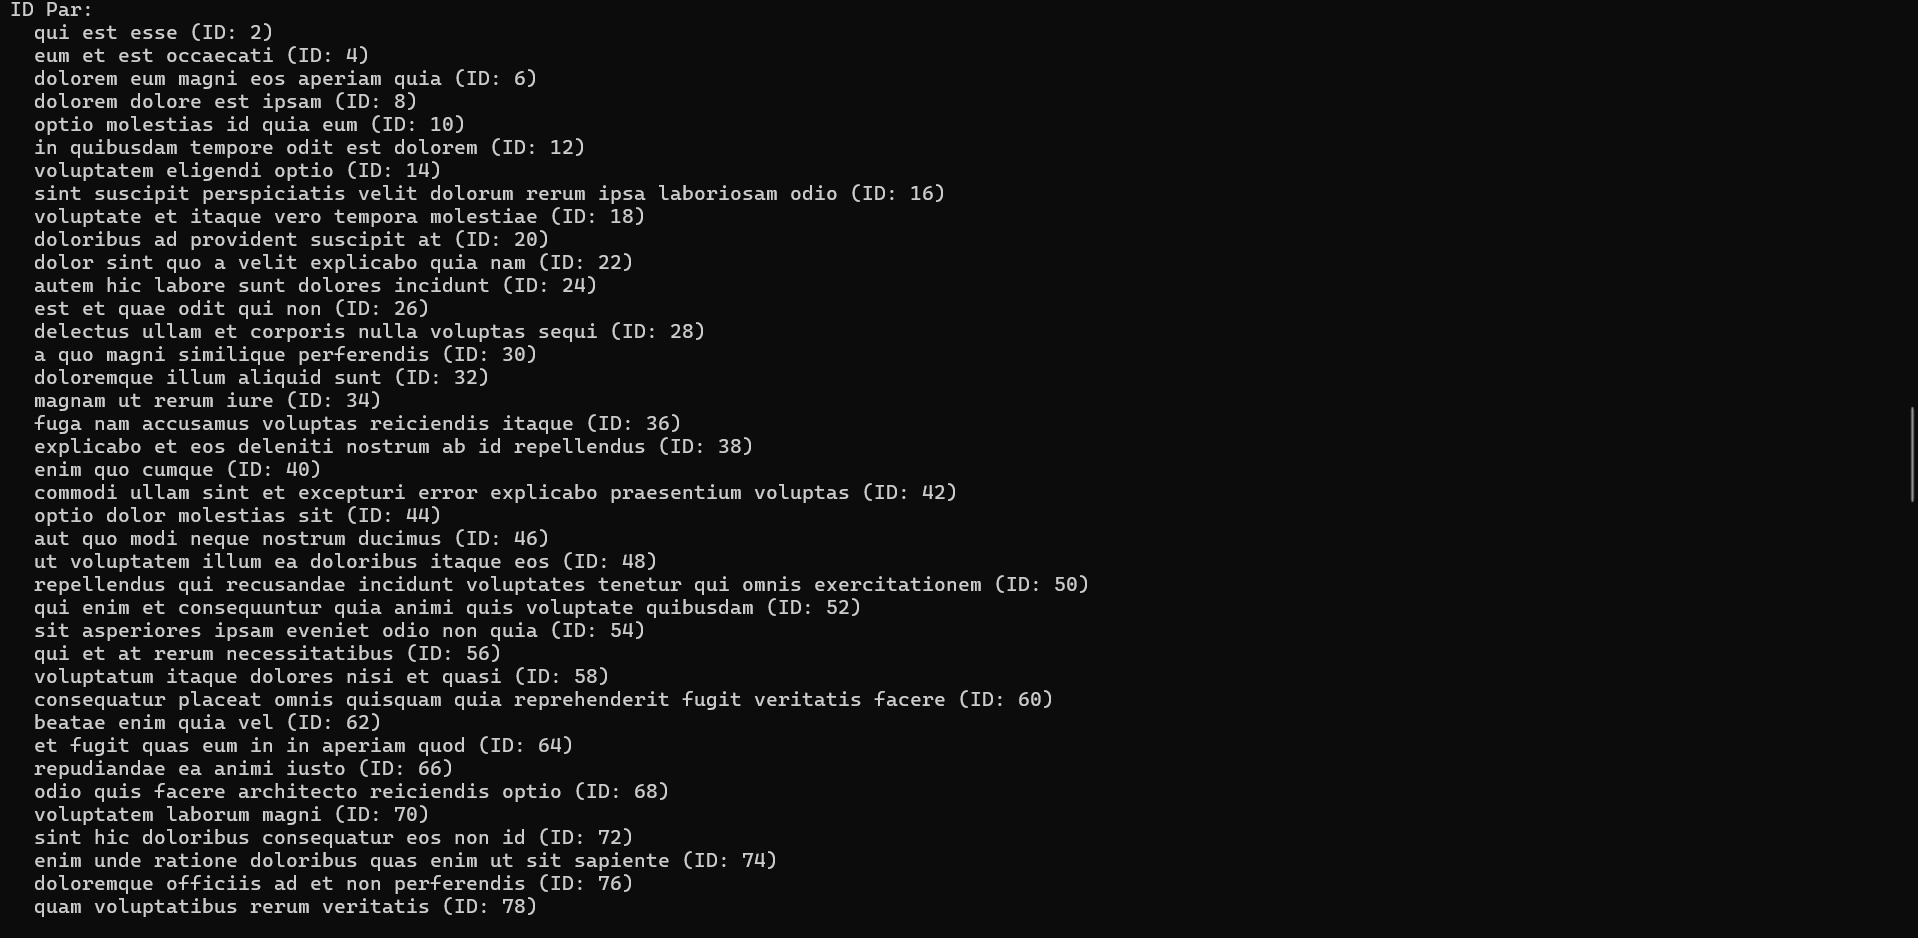 ID Par:
qui est esse (ID: 2)
eum et est occaecati (ID: 4)
dolorem eum magni eos aperiam quia (ID: 6)
dolorem dolore est ipsam (ID: 8)
optio molestias id quia eum (ID: 10)
in quibusdam tempore odit est dolorem (ID: 12)
voluptatem eligendi optio (ID: 14)
sint suscipit perspiciatis velit dolorum rerum ipsa laboriosam odio (ID: 16)
voluptate et itaque vero tempora molestiae (ID: 18)
doloribus ad provident suscipit at (ID: 20)
dolor sint quo a velit explicabo quia nam (ID: 22)
autem hic labore sunt dolores incidunt (ID: 24)
est et quae odit qui non (ID: 26)
delectus ullam et corporis nulla voluptas sequi (ID: 28)
a quo magni similique perferendis (ID: 30)
doloremque illum aliquid sunt (ID: 32)
magnam ut rerum iure (ID: 34)
fuga nam accusamus voluptas reiciendis itaque (ID: 36)
explicabo et eos deleniti nostrum ab id repellendus (ID: 38)
enim quo cumque (ID: 40)
commodi ullam sint et excepturi error explicabo praesentium voluptas (ID: 42)
optio dolor molestias sit (ID: 44)
aut quo modi neque nostrum ducimus (ID: 46)
ut voluptatem illum ea doloribus itaque eos (ID: 48)
repellendus qui recusandae incidunt voluptates tenetur qui omnis exercitationem (ID: 50)
qui enim et consequuntur quia animi quis voluptate quibusdam (ID: 52)
sit asperiores ipsam eveniet odio non quia (ID: 54)
qui et at rerum necessitatibus (ID: 56)
voluptatum itaque dolores nisi et quasi (ID: 58)
consequatur placeat omnis quisquam quia reprehenderit fugit veritatis facere (ID: 60)
beatae enim quia vel (ID: 62)
et fugit quas eum in in aperiam quod (ID: 64)
repudiandae ea animi iusto (ID: 66)
odio quis facere architecto reiciendis optio (ID: 68)
voluptatem laborum magni (ID: 70)
sint hic doloribus consequatur eos non id (ID: 72)
enim unde ratione doloribus quas enim ut sit sapiente (ID: 74)
doloremque officiis ad et non perferendis (ID: 76)
quam voluptatibus rerum veritatis (ID: 78)